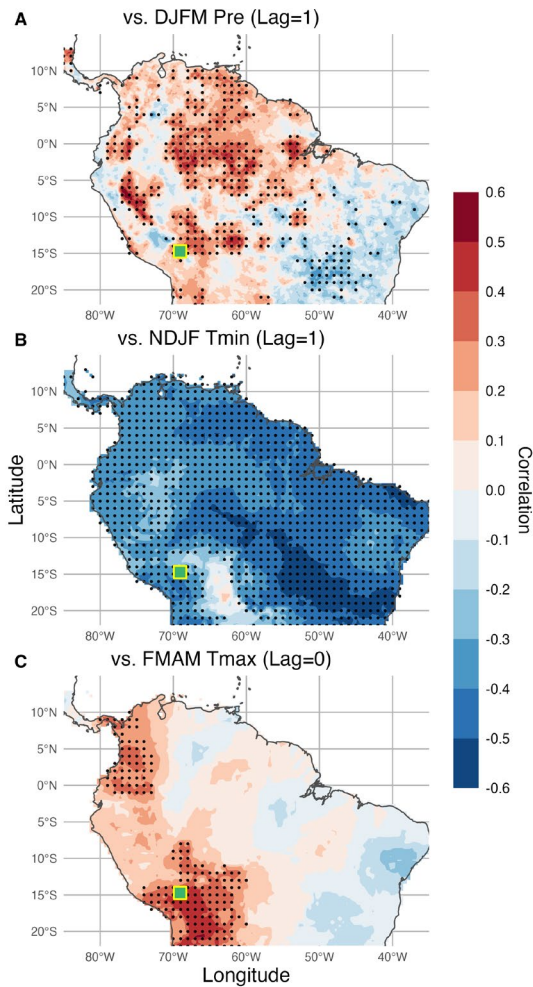 A
vs. DJFM Pre (Lag=1)
10°N
5°N
0°N
5°S
10°S
15°S
20°S
80°W 70°W 60°W 50°W 40°W
B
vs. NDJF Tmin (Lag=1)
10°N
5°N
0°N
5°S
10°S
15°S
20°S
80°W 70°W 60°W 50°W 40°W
Latitude
C
vs. FMAM Tmax (Lag=0)
10°N
5°N
0°N
5°S
10°S
15°S
20°S
80°W 70°W 60°W 50°W 40°W
Longitude
0.6
0.5
0.4
0.3
0.2
0.1
0.0
-0.1
-0.2
-0.3
-0.4
-0.5
-0.6
Correlation